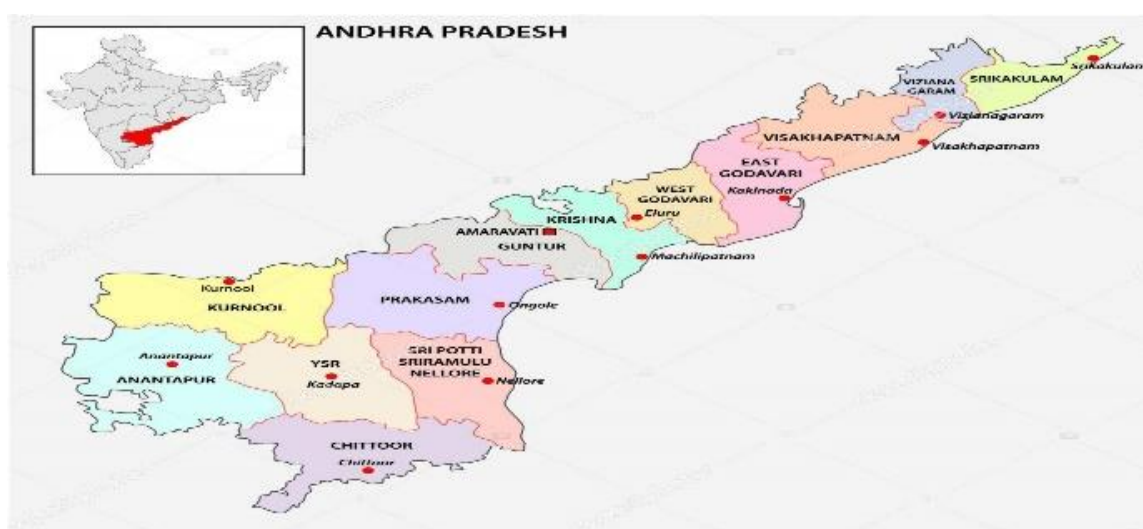 ANDHRA PRADESH
Srikakulam
SRIKAKULAM
VIZIANA
GARAM
Vizianagaram
VISAKHAPATNAM
Visakhapatnam
EAST
GODAVARI
Kakinada
WEST
GODAVARI
Eluru
KRISHNA
AMARAVATI
GUNTUR
Machilipatnam
Kurnool
KURNOOL
PRAKASAM
Ongole
Anantapur
ANANTAPUR
YSR
Kadapa
SRI POTTI
SRIRAMULU
NELLORE
Nellore
CHITTOOR
Chittoor